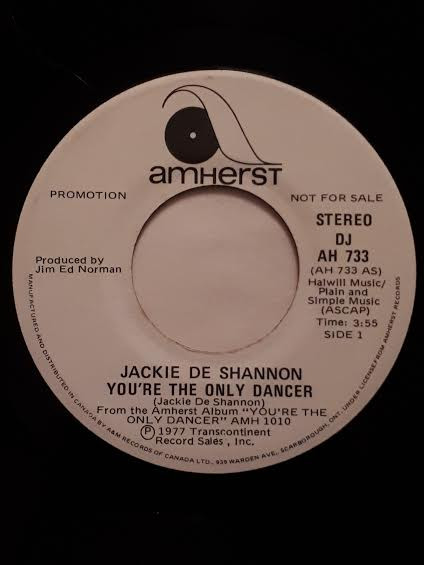 amHERST
PROMOTION
NOT FOR SALE
STEREO
DJ
AH 733
(AH 733 AS)
Produced by
Jim Ed Norman
Halwill Music/
Plain and
Simple Music
(ASCAP)
Time: 3:55
SIDE 1
JACKIE DE SHANNON
YOU'RE THE ONLY DANCER
(Jackie De Shannon)
From the Amherst Album "YOU'RE THE
ONLY DANCER" AMH 1010
Ⓟ 1977 Transcontinent
Record Sales, Inc.
MANUFACTURED AND DISTRIBUTED IN CANADA BY A&M RECORDS OF CANADA LTD., 939 WARDEN AVE., SCARBOROUGH, ONT. UNDER LICENSE FROM AMHERST RECORDS